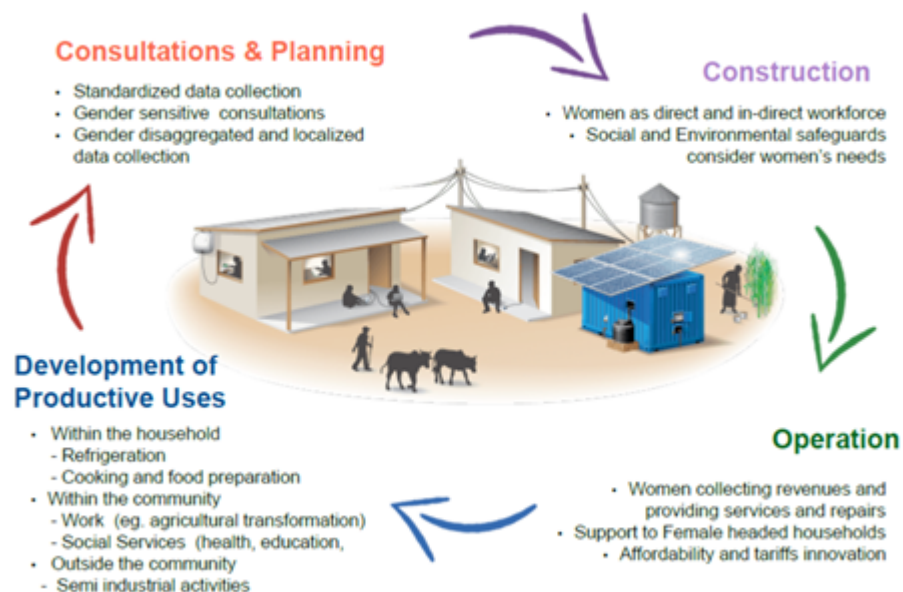 Consultations & Planning
• Standardized data collection
• Gender sensitive consultations
• Gender disaggregated and localized
data collection
Construction
• Women as direct and in-direct workforce
• Social and Environmental safeguards
consider women's needs
Operation
• Women collecting revenues and
providing services and repairs
• Support to Female headed households
• Affordability and tariffs innovation
Development of
Productive Uses
• Within the household
- Refrigeration
- Cooking and food preparation
• Within the community
- Work (eg. agricultural transformation)
- Social Services (health, education,
• Outside the community
- Semi industrial activities